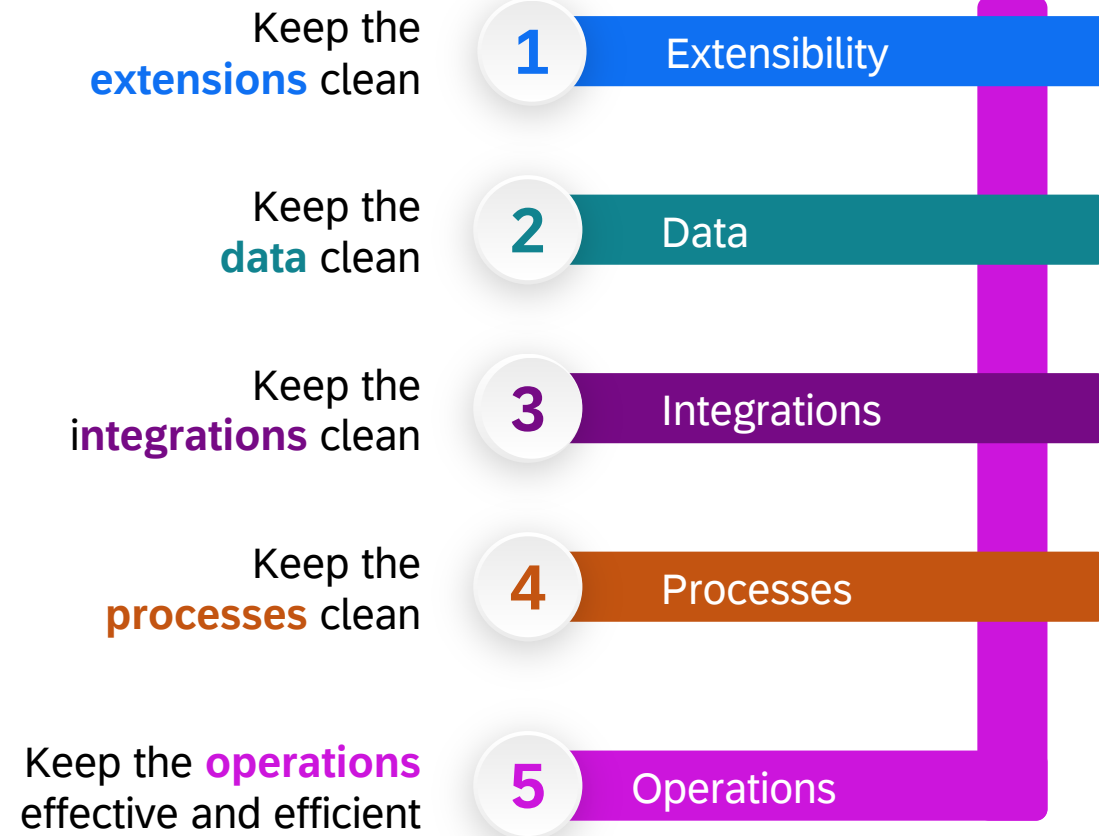 Keep the
extensions clean
1
Extensibility
Keep the
data clean
2
Data
Keep the
integrations clean
3
Integrations
Keep the
processes clean
4
Processes
Keep the operations
effective and efficient
5
Operations